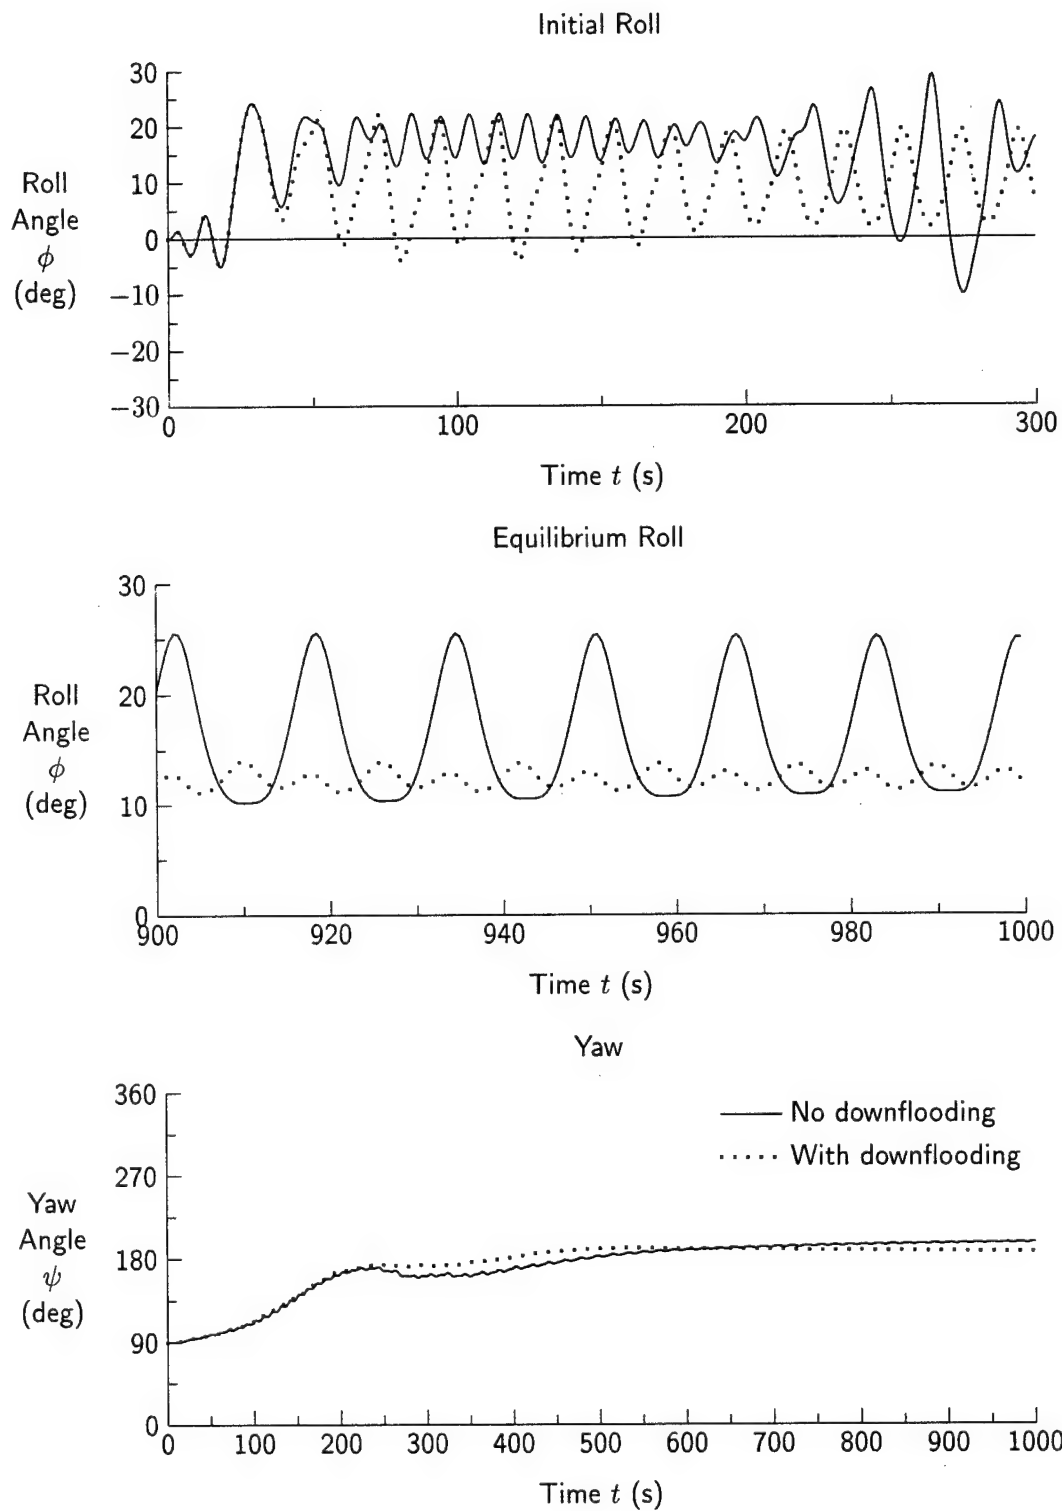 Initial Roll
30
20
10
0
−10
−20
−30
Roll
Angle
ϕ
(deg)
0
100
200
300
Time t (s)
Equilibrium Roll
30
20
10
0
Roll
Angle
ϕ
(deg)
900
920
940
960
980
1000
Time t (s)
Yaw
360
270
180
90
0
Yaw
Angle
ψ
(deg)
No downflooding
With downflooding
0 100 200 300 400 500 600 700 800 900 1000
Time t (s)